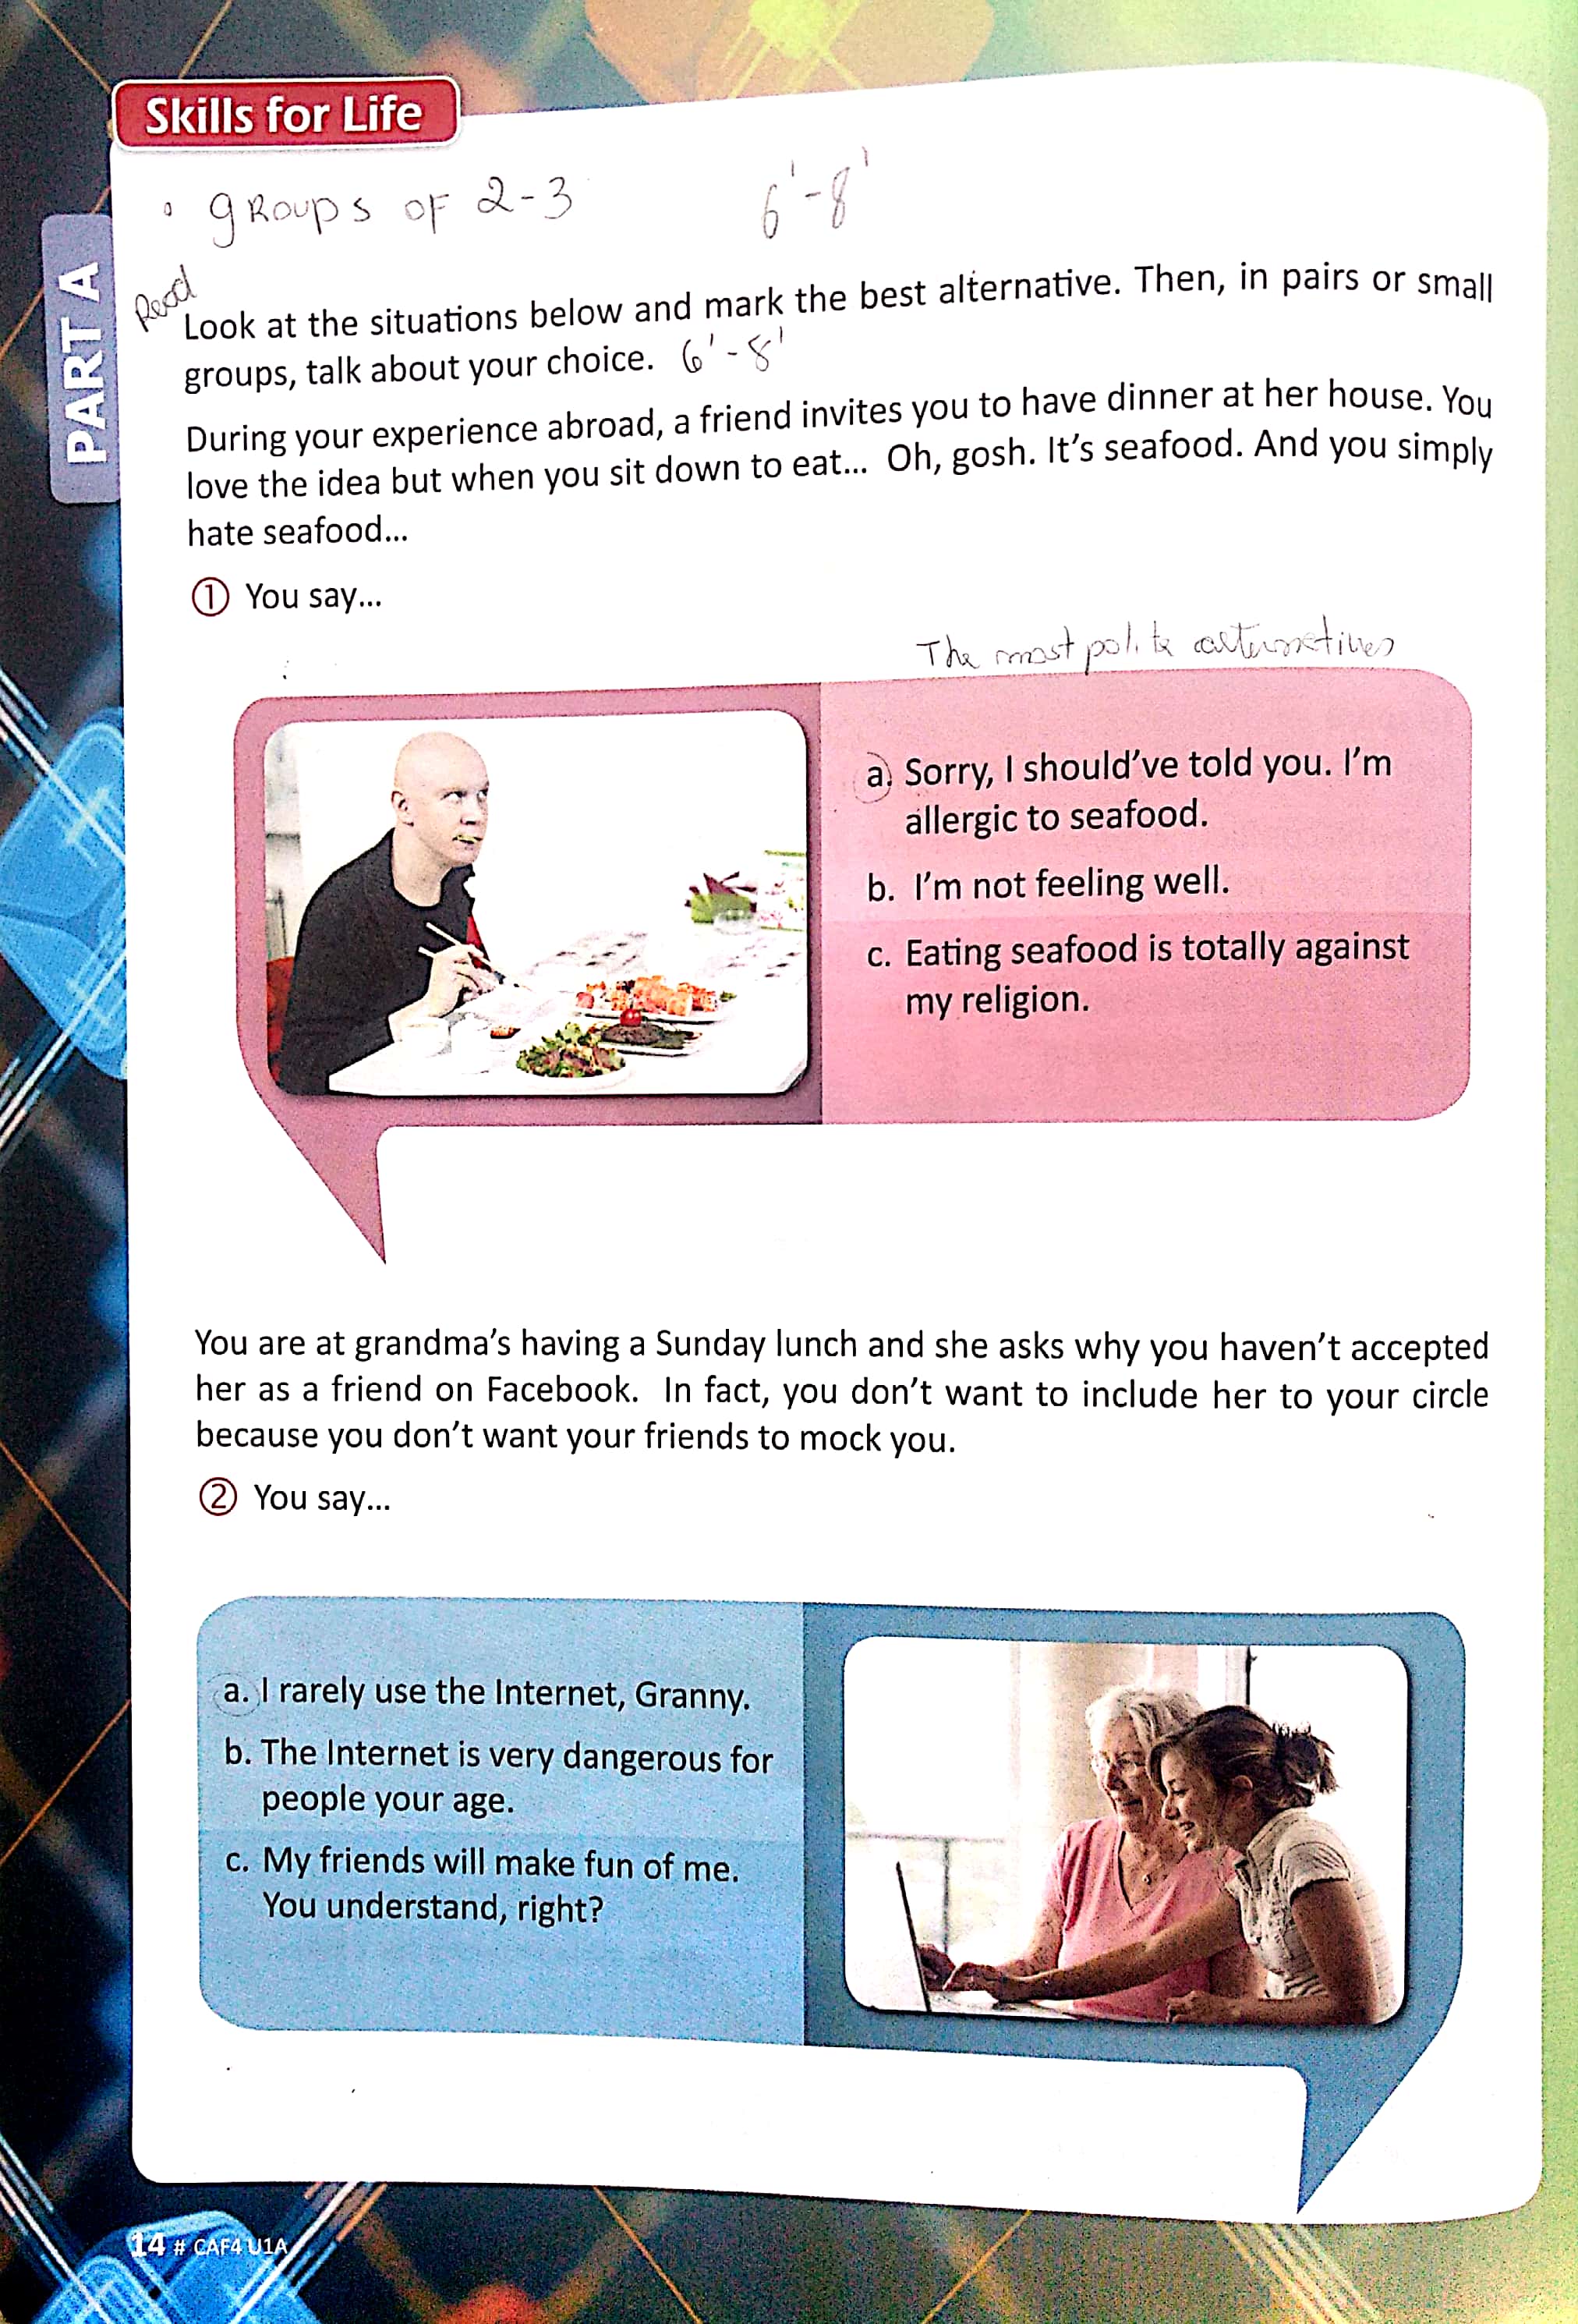 Skills for Life
groups of 2-3 6'-8'
PART A
Read
Look at the situations below and mark the best alternative. Then, in pairs or small
groups, talk about your choice. 6'-8'
During your experience abroad, a friend invites you to have dinner at her house. You
love the idea but when you sit down to eat... Oh, gosh. It's seafood. And you simply
hate seafood...
① You say...
The most polite alternatives
a. Sorry, I should've told you. I'm
allergic to seafood.
b. I'm not feeling well.
c. Eating seafood is totally against
my religion.
You are at grandma's having a Sunday lunch and she asks why you haven't accepted
her as a friend on Facebook. In fact, you don't want to include her to your circle
because you don't want your friends to mock you.
② You say...
a. I rarely use the Internet, Granny.
b. The Internet is very dangerous for
people your age.
c. My friends will make fun of me.
You understand, right?
14 # CAF4 U1A